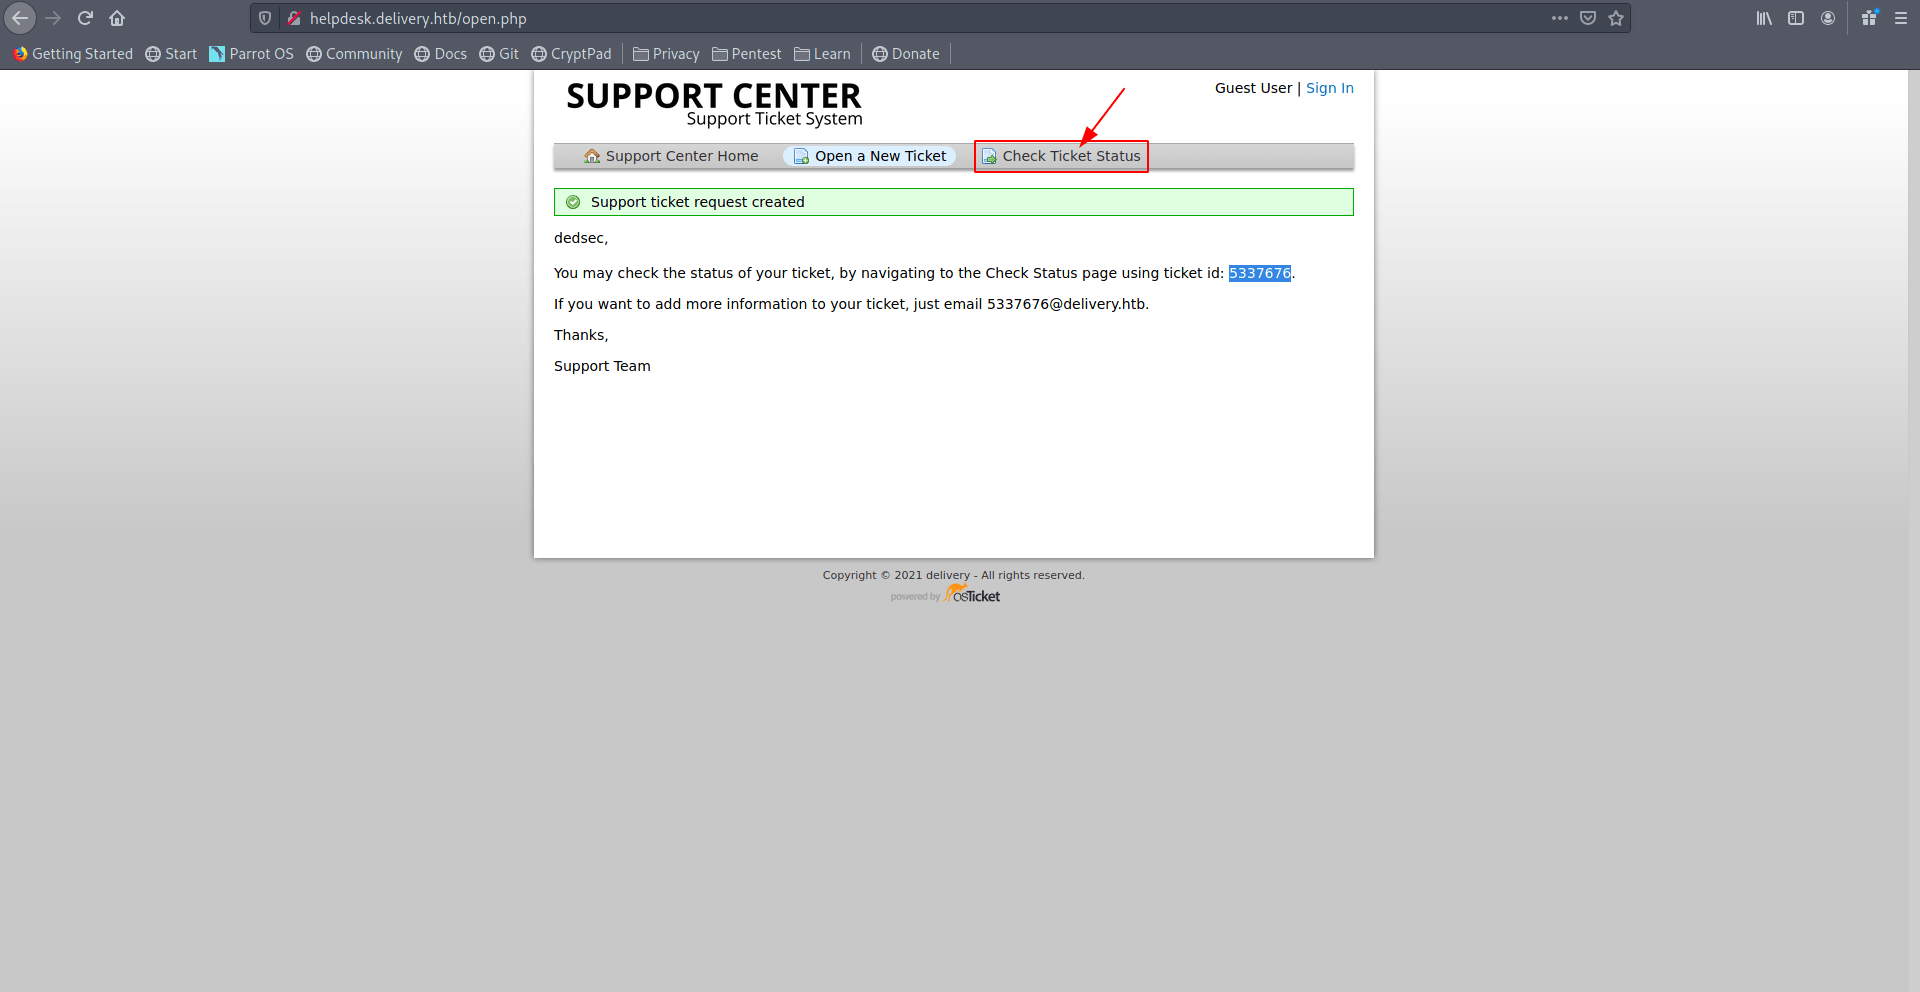 helpdesk.delivery.htb/open.php
Getting Started Start Parrot OS Community Docs Git CryptPad Privacy Pentest Learn Donate
SUPPORT CENTER
Support Ticket System
Guest User | Sign In
Support Center Home Open a New Ticket Check Ticket Status
Support ticket request created
dedsec,
You may check the status of your ticket, by navigating to the Check Status page using ticket id: 5337676.
If you want to add more information to your ticket, just email 5337676@delivery.htb.
Thanks,
Support Team
Copyright © 2021 delivery - All rights reserved.
powered by osTicket